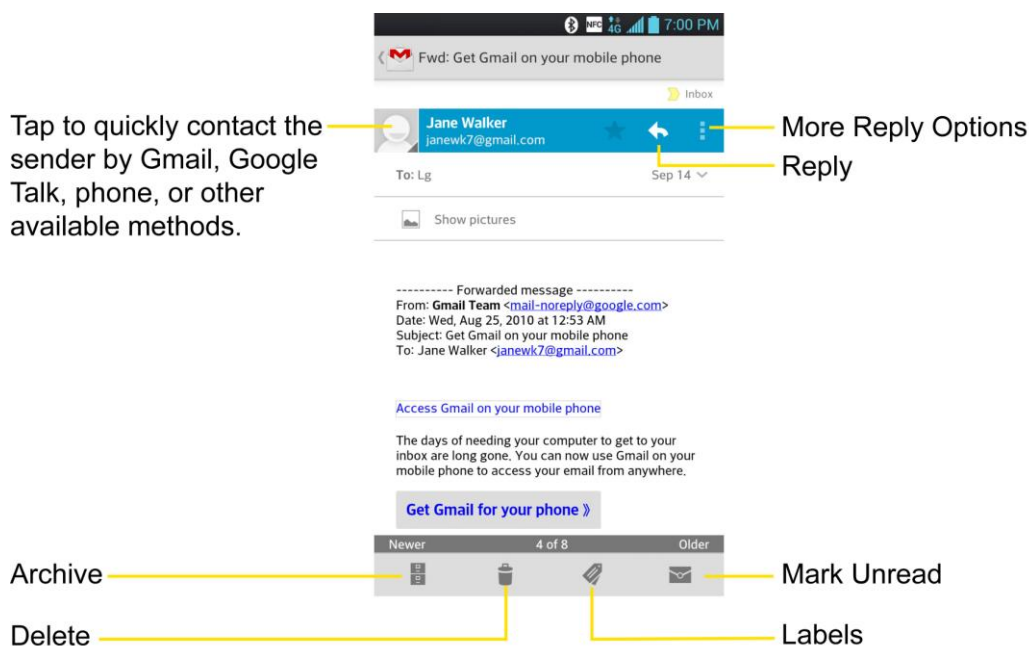 NFC 4G 7:00 PM
Fwd: Get Gmail on your mobile phone
Inbox
Tap to quickly contact the
sender by Gmail, Google
Talk, phone, or other
available methods.
Jane Walker
janewk7@gmail.com
More Reply Options
Reply
To: Lg Sep 14
Show pictures
---------- Forwarded message ----------
From: Gmail Team <mail-noreply@google.com>
Date: Wed, Aug 25, 2010 at 12:53 AM
Subject: Get Gmail on your mobile phone
To: Jane Walker <janewk7@gmail.com>
Access Gmail on your mobile phone
The days of needing your computer to get to your
inbox are long gone. You can now use Gmail on your
mobile phone to access your email from anywhere.
Get Gmail for your phone »
Newer 4 of 8 Older
Archive
Mark Unread
Delete
Labels